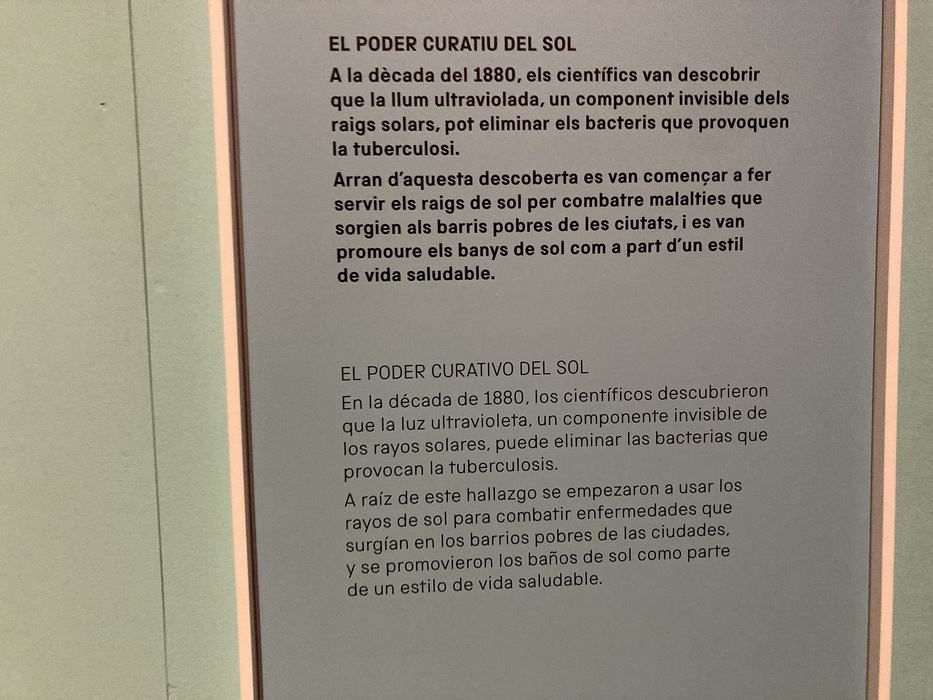 EL PODER CURATIU DEL SOL
A la dècada del 1880, els científics van descobrir
que la llum ultraviolada, un component invisible dels
raigs solars, pot eliminar els bacteris que provoquen
la tuberculosi.
Arran d'aquesta descoberta es van començar a fer
servir els raigs de sol per combatre malalties que
sorgien als barris pobres de les ciutats, i es van
promoure els banys de sol com a part d'un estil
de vida saludable.
EL PODER CURATIVO DEL SOL
En la década de 1880, los científicos descubrieron
que la luz ultravioleta, un componente invisible de
los rayos solares, puede eliminar las bacterias que
provocan la tuberculosis.
A raíz de este hallazgo se empezaron a usar los
rayos de sol para combatir enfermedades que
surgían en los barrios pobres de las ciudades,
y se promovieron los baños de sol como parte
de un estilo de vida saludable.